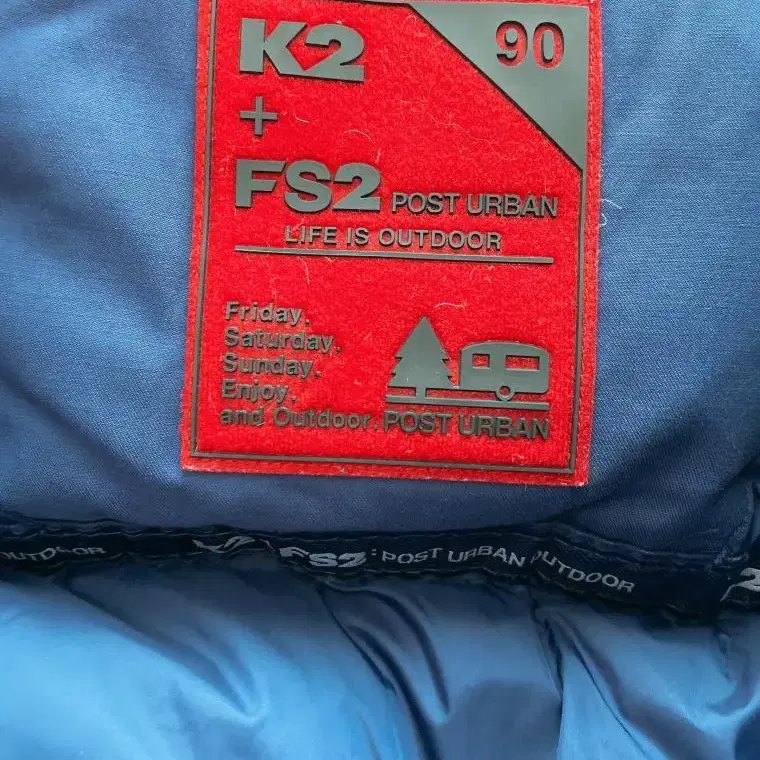 K2
90
+
FS2 POST URBAN
LIFE IS OUTDOOR
Friday.
Saturday.
Sunday.
Enjoy.
and Outdoor. POST URBAN
OUTDOOR K2 FS2: POST URBAN OUTDOOR